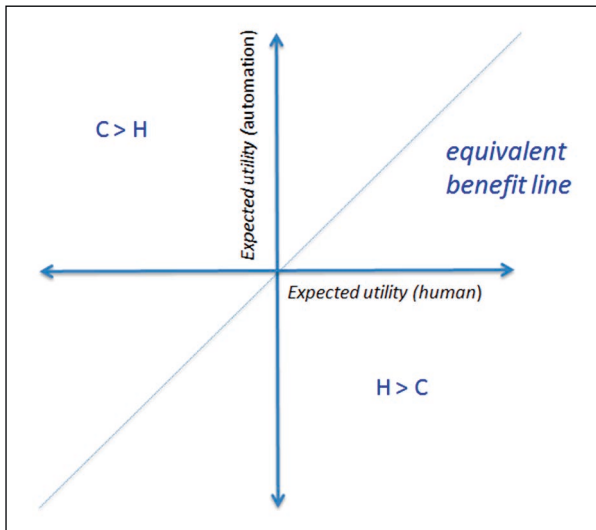 Expected utility (automation)
C > H
equivalent
benefit line
Expected utility (human)
H > C